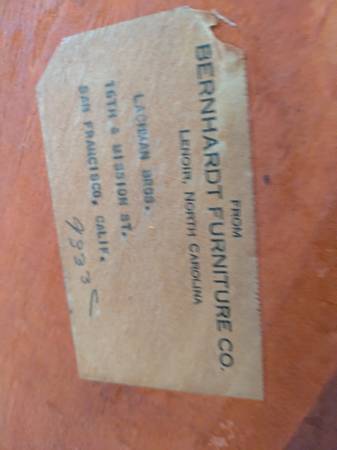 FROM
BERNHARDT FURNITURE CO.
LENOIR, NORTH CAROLINA
LACHMAN BROS.
16TH & MISSION ST.
SAN FRANCISCO, CALIF.